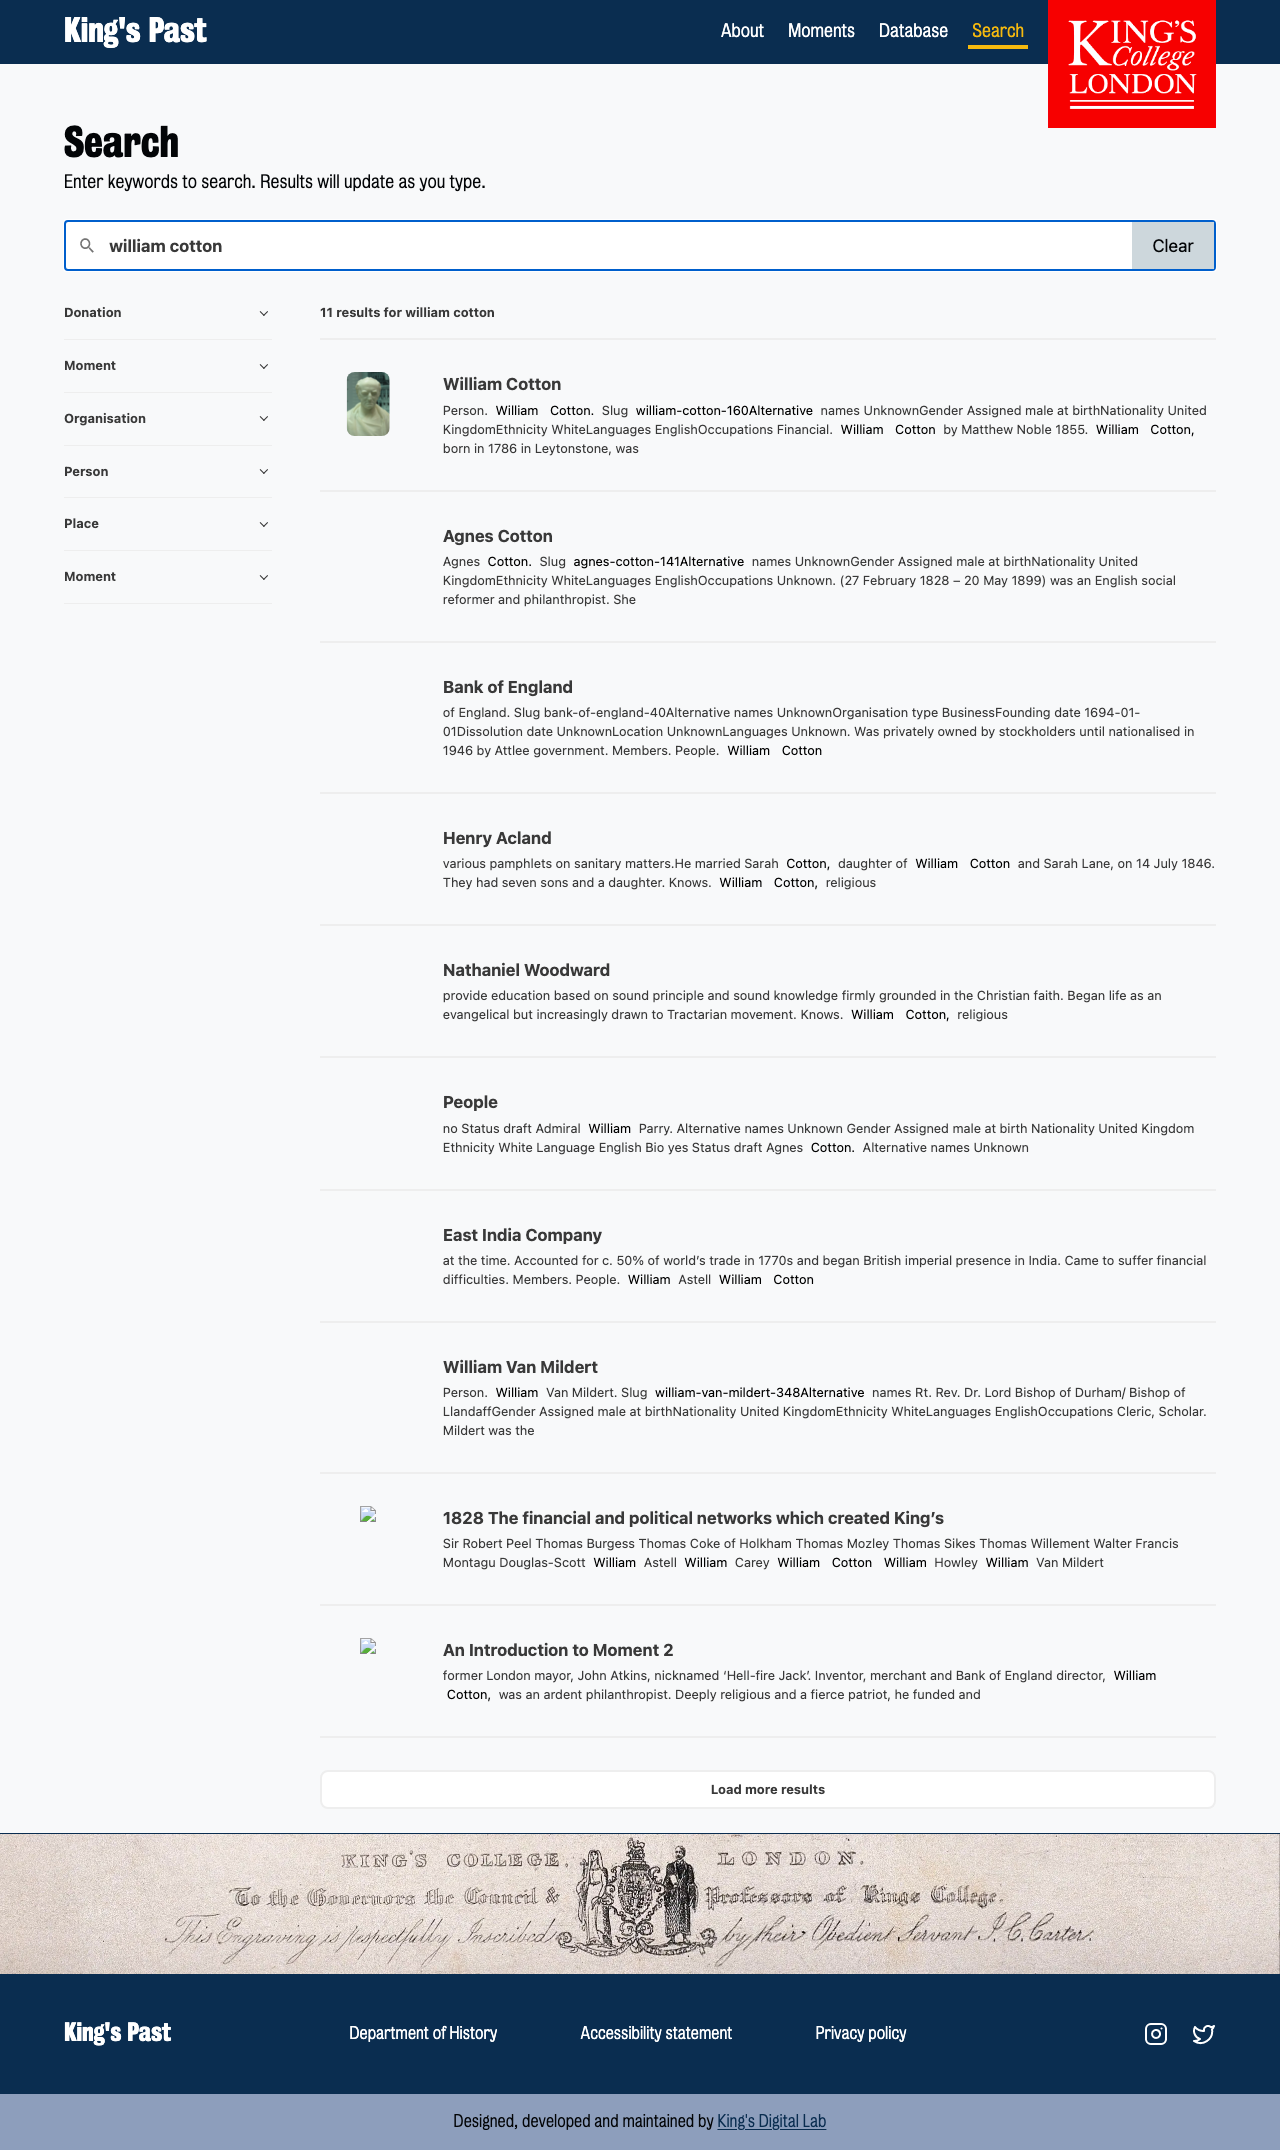 King's Past
About Moments Database Search
KING'S
College
LONDON
Search
Enter keywords to search. Results will update as you type.
william cotton
Clear
Donation
Moment
Organisation
Person
Place
Moment
11 results for william cotton
William Cotton
Person. William Cotton. Slug william-cotton-160Alternative names UnknownGender Assigned male at birthNationality United
KingdomEthnicity WhiteLanguages EnglishOccupations Financial. William Cotton by Matthew Noble 1855. William Cotton,
born in 1786 in Leytonstone, was
Agnes Cotton
Agnes Cotton. Slug agnes-cotton-141Alternative names UnknownGender Assigned male at birthNationality United
KingdomEthnicity WhiteLanguages EnglishOccupations Unknown. (27 February 1828 – 20 May 1899) was an English social
reformer and philanthropist. She
Bank of England
of England. Slug bank-of-england-40Alternative names UnknownOrganisation type BusinessFounding date 1694-01-
01Dissolution date UnknownLocation UnknownLanguages Unknown. Was privately owned by stockholders until nationalised in
1946 by Attlee government. Members. People. William Cotton
Henry Acland
various pamphlets on sanitary matters.He married Sarah Cotton, daughter of William Cotton and Sarah Lane, on 14 July 1846.
They had seven sons and a daughter. Knows. William Cotton, religious
Nathaniel Woodward
provide education based on sound principle and sound knowledge firmly grounded in the Christian faith. Began life as an
evangelical but increasingly drawn to Tractarian movement. Knows. William Cotton, religious
People
no Status draft Admiral William Parry. Alternative names Unknown Gender Assigned male at birth Nationality United Kingdom
Ethnicity White Language English Bio yes Status draft Agnes Cotton. Alternative names Unknown
East India Company
at the time. Accounted for c. 50% of world’s trade in 1770s and began British imperial presence in India. Came to suffer financial
difficulties. Members. People. William Astell William Cotton
William Van Mildert
Person. William Van Mildert. Slug william-van-mildert-348Alternative names Rt. Rev. Dr. Lord Bishop of Durham/ Bishop of
LlandaffGender Assigned male at birthNationality United KingdomEthnicity WhiteLanguages EnglishOccupations Cleric, Scholar.
Mildert was the
1828 The financial and political networks which created King’s
Sir Robert Peel Thomas Burgess Thomas Coke of Holkham Thomas Mozley Thomas Sikes Thomas Willement Walter Francis
Montagu Douglas-Scott William Astell William Carey William Cotton William Howley William Van Mildert
An Introduction to Moment 2
former London mayor, John Atkins, nicknamed ‘Hell-fire Jack’. Inventor, merchant and Bank of England director, William
Cotton, was an ardent philanthropist. Deeply religious and a fierce patriot, he funded and
Load more results
KING'S COLLEGE, LONDON.
To the Governors the Council & Professors of Kings College.
This Engraving is respectfully Inscribed by their Obedient Servant J. C. Carter.
King's Past
Department of History Accessibility statement Privacy policy
Designed, developed and maintained by King's Digital Lab